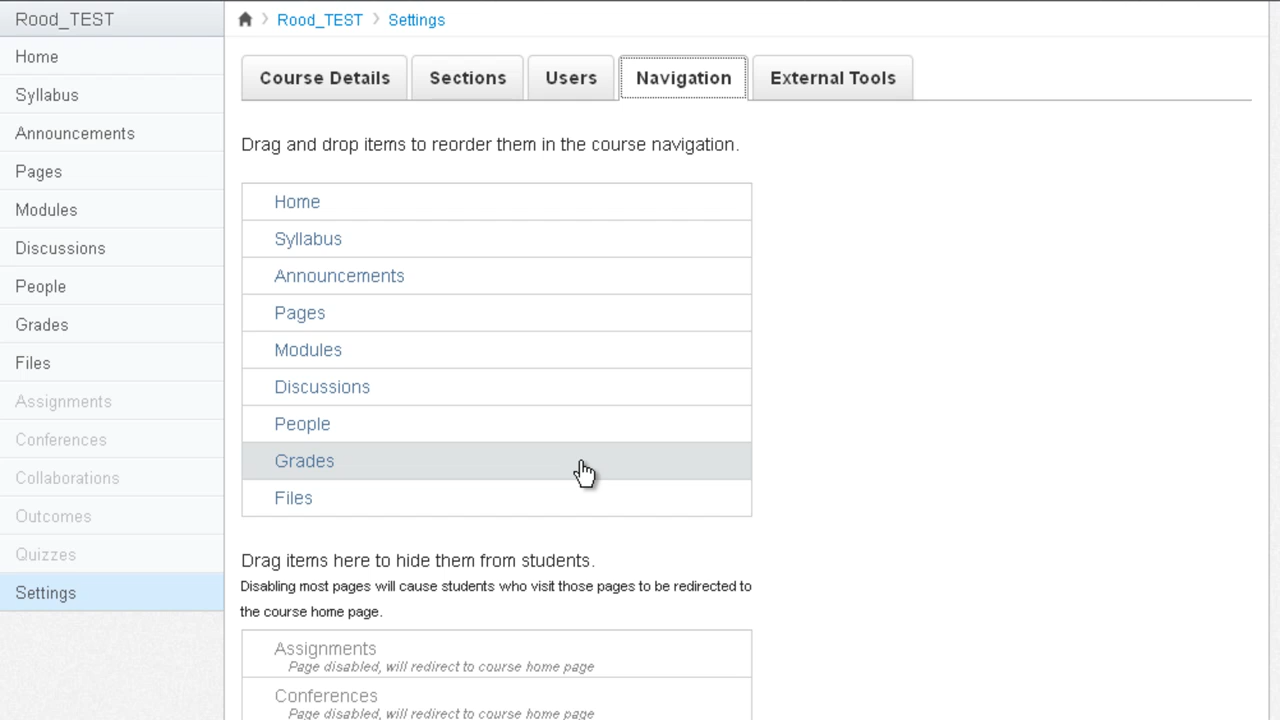 Rood_TEST
Home
Syllabus
Announcements
Pages
Modules
Discussions
People
Grades
Files
Assignments
Conferences
Collaborations
Outcomes
Quizzes
Settings
Rood_TEST Settings
Course Details Sections Users Navigation External Tools
Drag and drop items to reorder them in the course navigation.
Home
Syllabus
Announcements
Pages
Modules
Discussions
People
Grades
Files
Drag items here to hide them from students.
Disabling most pages will cause students who visit those pages to be redirected to
the course home page.
Assignments
Page disabled, will redirect to course home page
Conferences
Page disabled, will redirect to course home page